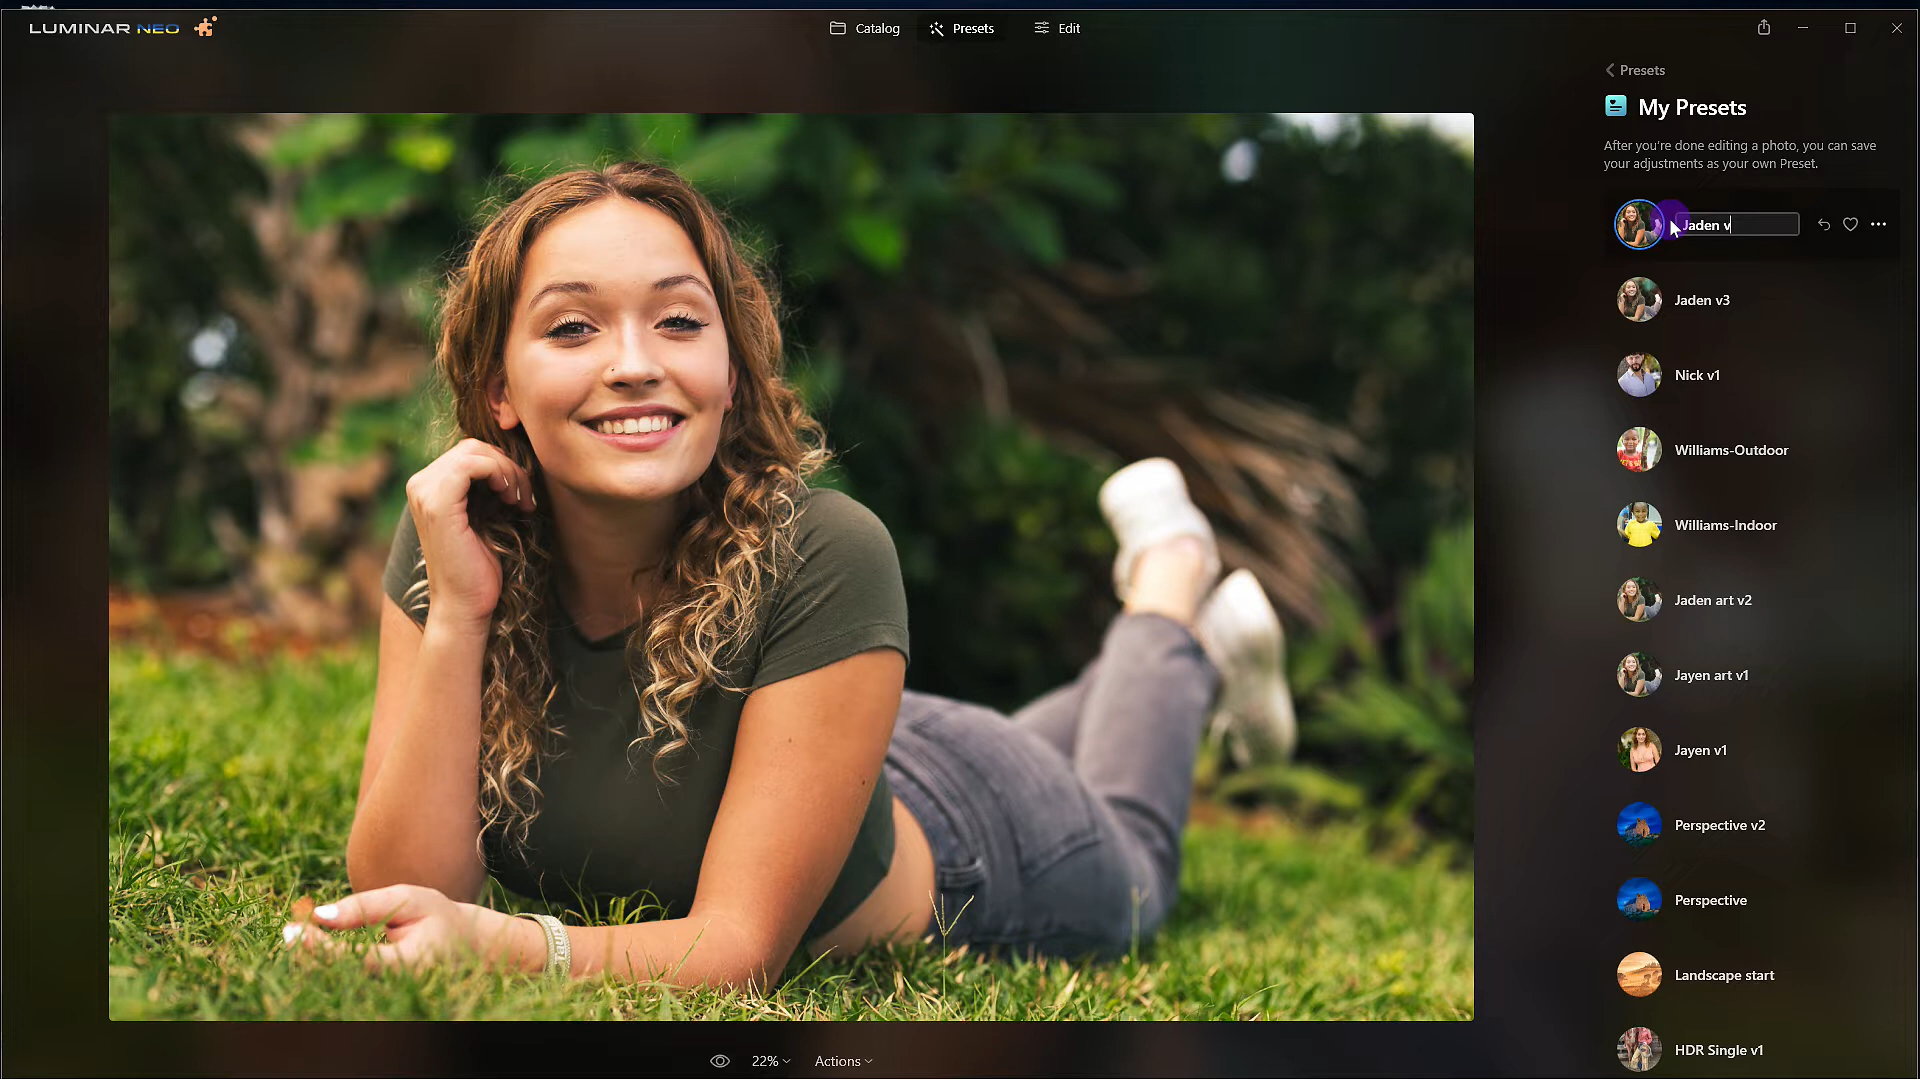 LUMINAR NEO
Catalog
Presets
Edit
Presets
My Presets
After you're done editing a photo, you can save
your adjustments as your own Preset.
Jaden v
Jaden v3
Nick v1
Williams-Outdoor
Williams-Indoor
Jaden art v2
Jayen art v1
Jayen v1
Perspective v2
Perspective
Landscape start
HDR Single v1
22%
Actions